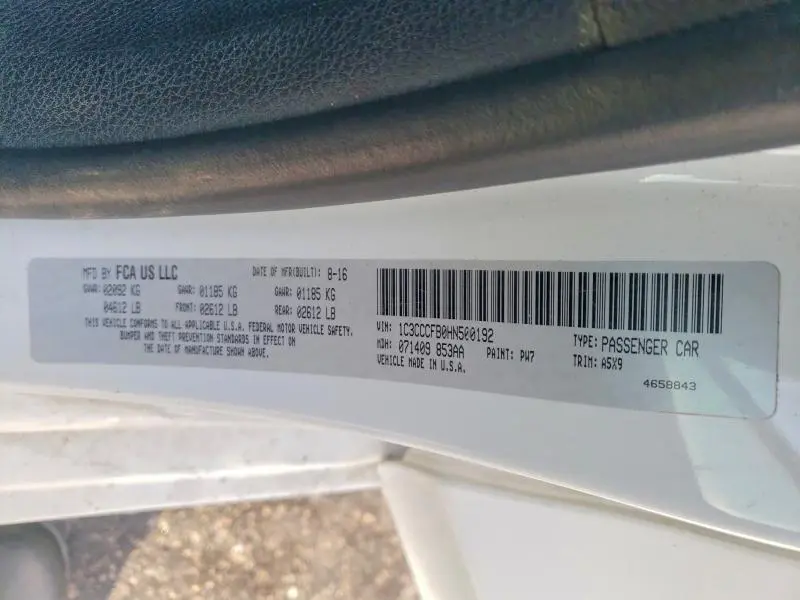 MFD BY FCA US LLC DATE OF MFR(BUILT): 8-16
GVWR: 02092 KG GAWR: 01185 KG GAWR: 01185 KG
04612 LB FRONT: 02612 LB REAR: 02612 LB
THIS VEHICLE CONFORMS TO ALL APPLICABLE U.S.A. FEDERAL MOTOR VEHICLE SAFETY,
BUMPER AND THEFT PREVENTION STANDARDS IN EFFECT ON
THE DATE OF MANUFACTURE SHOWN ABOVE.
VIN: 1C3CCCFB0HN500192 TYPE: PASSENGER CAR
MDH: 071409 853AA PAINT: PW7 TRIM: A5X9
VEHICLE MADE IN U.S.A.
4658843